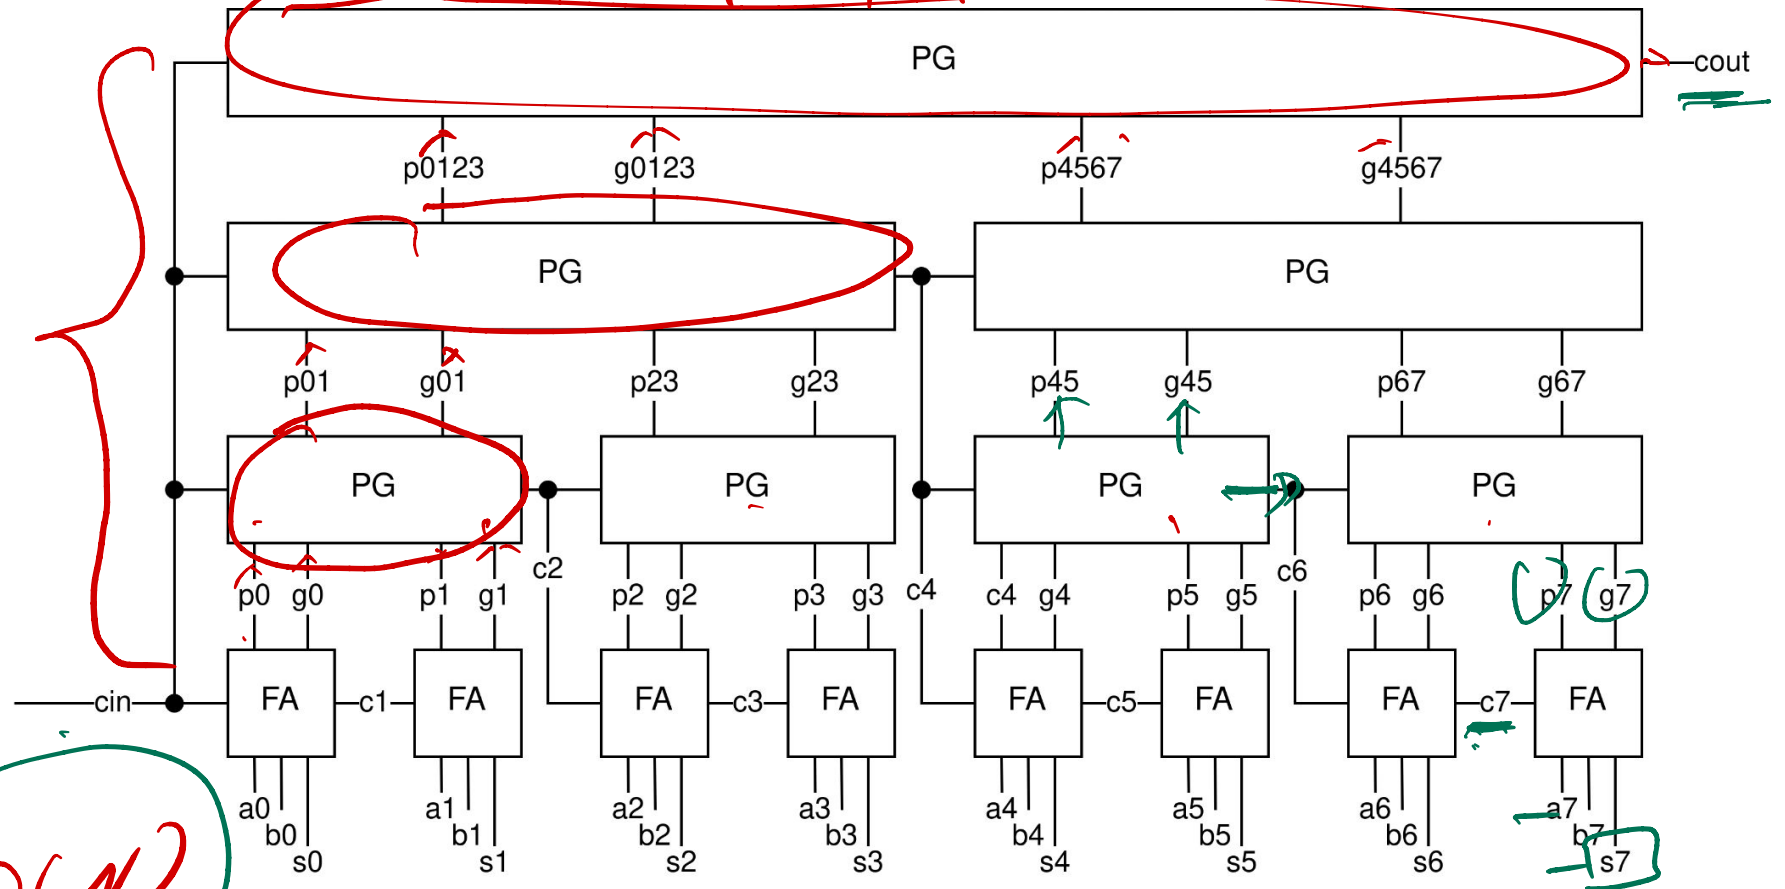 PG cout
p0123 g0123 p4567 g4567
PG PG
p01 g01 p23 g23 p45 g45 p67 g67
PG PG PG PG
c2 c6
p0 g0 p1 g1 p2 g2 p3 g3 c4 c4 g4 p5 g5 p6 g6 p7 g7
cin FA c1 FA FA c3 FA FA c5 FA FA c7 FA
a0 a1 a2 a3 a4 a5 a6 a7
b0 b1 b2 b3 b4 b5 b6 b7
s0 s1 s2 s3 s4 s5 s6 s7